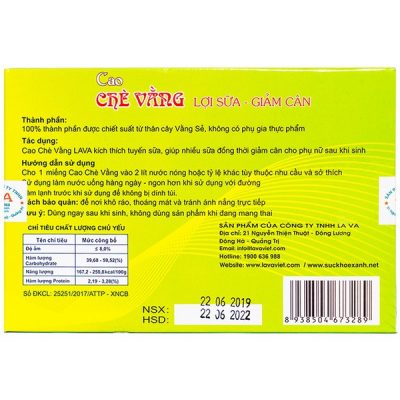 Cao
CHÈ VẰNG LỢI SỮA - GIẢM CÂN
Thành phần:
100% thành phần được chiết suất từ thân cây Vằng Sẻ, không có phụ gia thực phẩm
Tác dụng:
Cao Chè Vằng LAVA kích thích tuyến sữa, giúp nhiều sữa đồng thời giảm cân cho phụ nữ sau khi sinh
Hướng dẫn sử dụng
Cho 1 miếng Cao Chè Vằng vào 2 lít nước nóng hoặc tỷ lệ khác tùy thuộc nhu cầu và sở thích
sử dụng làm nước uống hàng ngày - ngon hơn khi sử dụng với đường
làm lạnh trước khi sử dụng để không bị dính túi.
Cách bảo quản: để nơi khô ráo, thoáng mát và tránh ánh nắng trực tiếp
Lưu ý: Dùng ngay sau khi sinh, không dùng sản phẩm khi đang mang thai
CHỈ TIÊU CHẤT LƯỢNG CHỦ YẾU
Tên chỉ tiêu Mức công bố
Độ ẩm ≤ 8,0%
Hàm lượng Carbohydrate 39,68 - 59,52(%)
Năng lượng 167,2 - 250,8kcal/100g
Hàm lượng Protein 2,19 - 3,28(%)
Số ĐKCL: 25251/2017/ATTP - XNCB
SẢN PHẨM CỦA CÔNG TY TNHH LA VA
Địa chỉ: 21 Nguyễn Thiện Thuật - Đông Lương
Đông Hà - Quảng Trị
Email: info@lavaviet.com
Hotline: 1900 636 988
Website: www.lavaviet.com / www.suckhoexanh.net
NSX: 22 06 2019
HSD: 22 06 2022
8 938504 673289